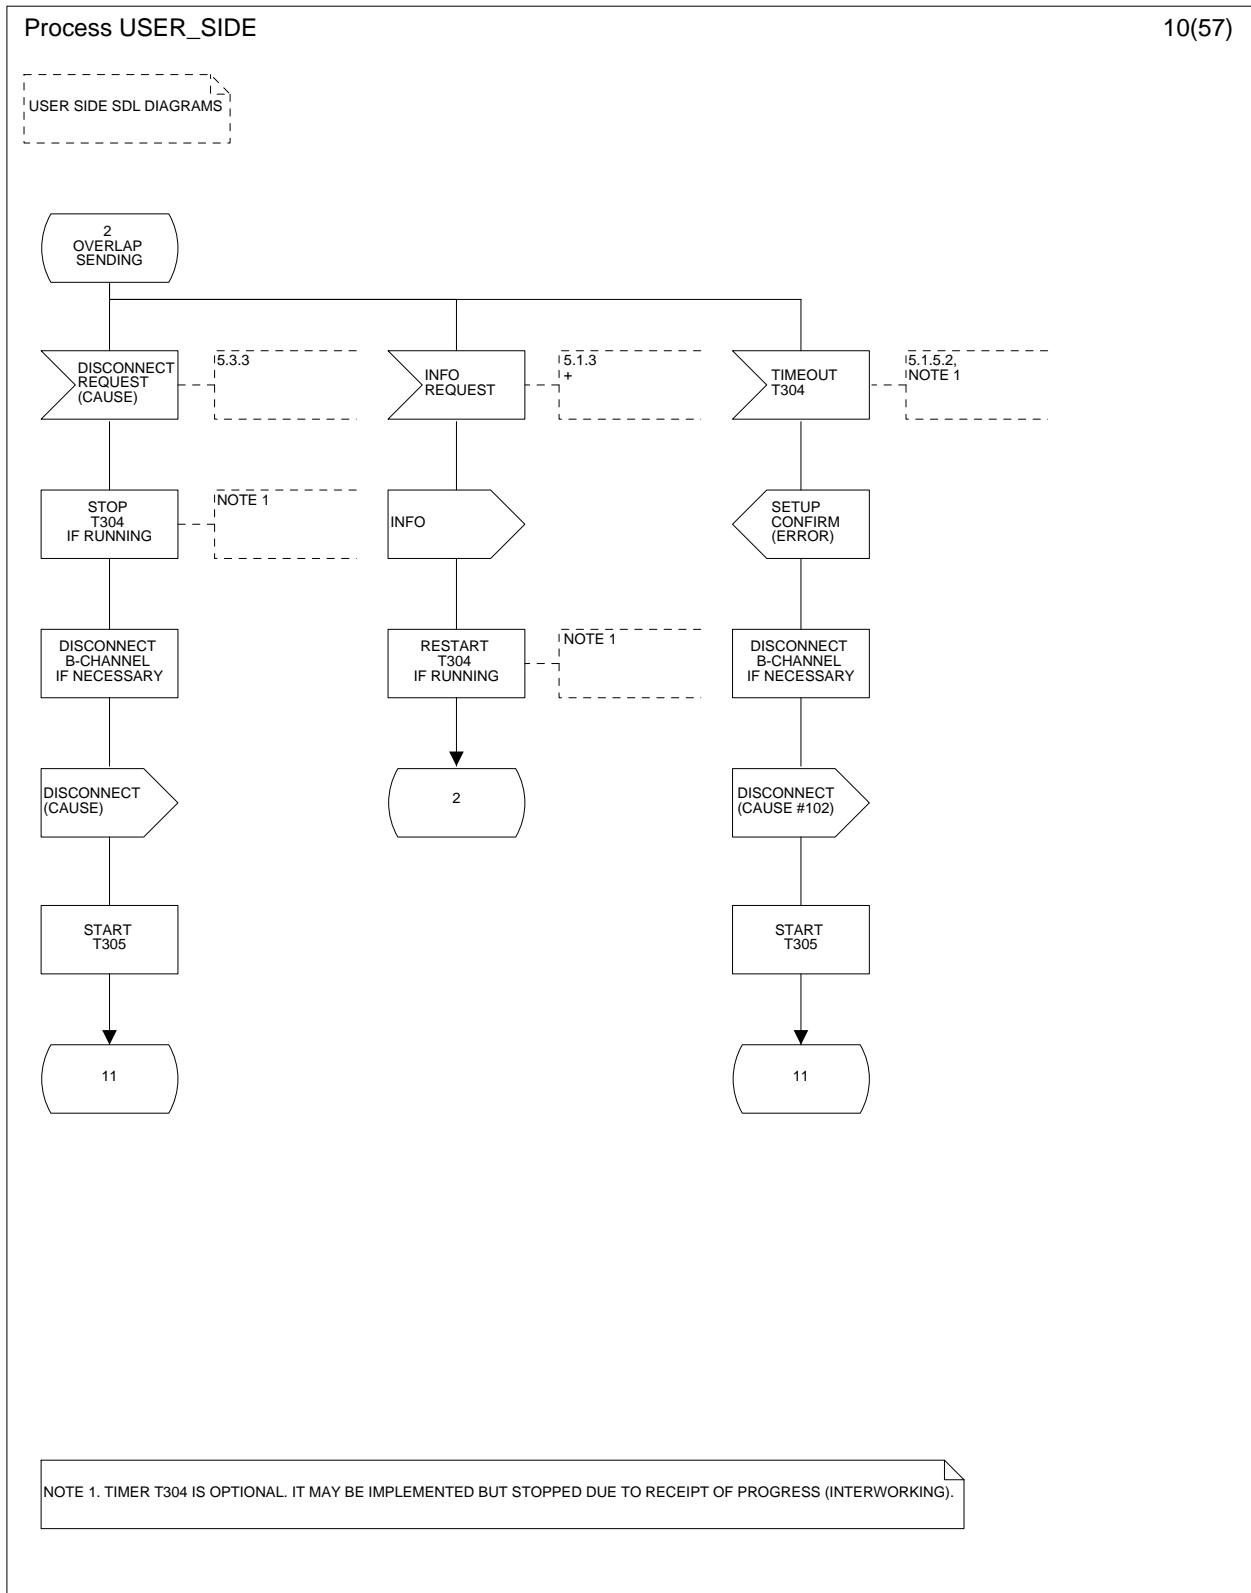 Process USER_SIDE
10(57)
USER SIDE SDL DIAGRAMS
2
OVERLAP
SENDING
DISCONNECT
REQUEST
(CAUSE)
5.3.3
INFO
REQUEST
5.1.3
+
TIMEOUT
T304
5.1.5.2,
NOTE 1
STOP
T304
IF RUNNING
NOTE 1
INFO
SETUP
CONFIRM
(ERROR)
DISCONNECT
B-CHANNEL
IF NECESSARY
RESTART
T304
IF RUNNING
NOTE 1
DISCONNECT
B-CHANNEL
IF NECESSARY
DISCONNECT
(CAUSE)
2
DISCONNECT
(CAUSE #102)
START
T305
START
T305
11
11
NOTE 1. TIMER T304 IS OPTIONAL. IT MAY BE IMPLEMENTED BUT STOPPED DUE TO RECEIPT OF PROGRESS (INTERWORKING).